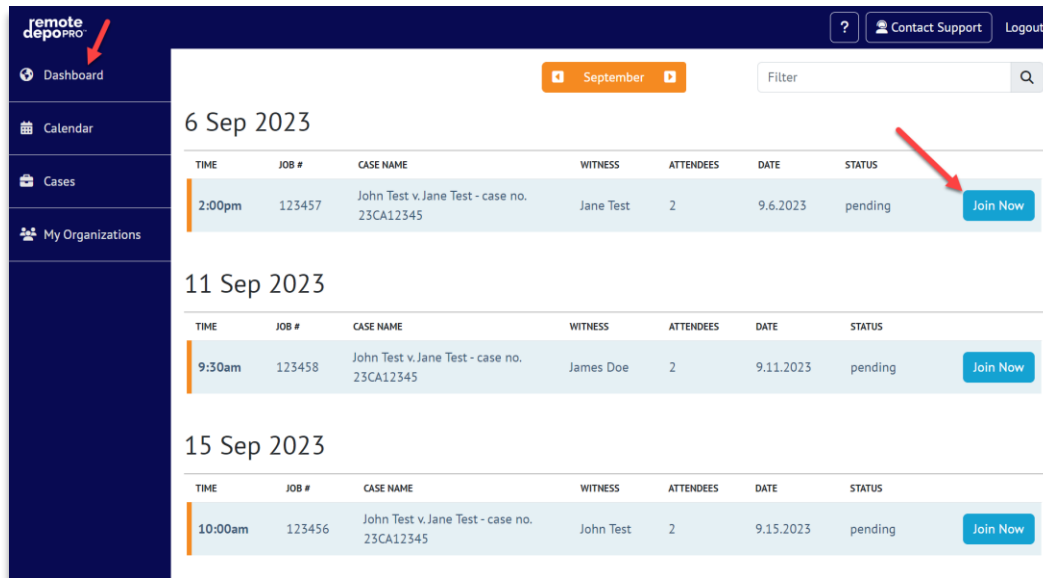 remote
depoPRO™
? Contact Support Logout
Dashboard
Calendar
Cases
My Organizations
September
Filter
6 Sep 2023
TIME JOB # CASE NAME WITNESS ATTENDEES DATE STATUS
2:00pm 123457 John Test v. Jane Test - case no. Jane Test 2 9.6.2023 pending Join Now
23CA12345
11 Sep 2023
TIME JOB # CASE NAME WITNESS ATTENDEES DATE STATUS
9:30am 123458 John Test v. Jane Test - case no. James Doe 2 9.11.2023 pending Join Now
23CA12345
15 Sep 2023
TIME JOB # CASE NAME WITNESS ATTENDEES DATE STATUS
10:00am 123456 John Test v. Jane Test - case no. John Test 2 9.15.2023 pending Join Now
23CA12345